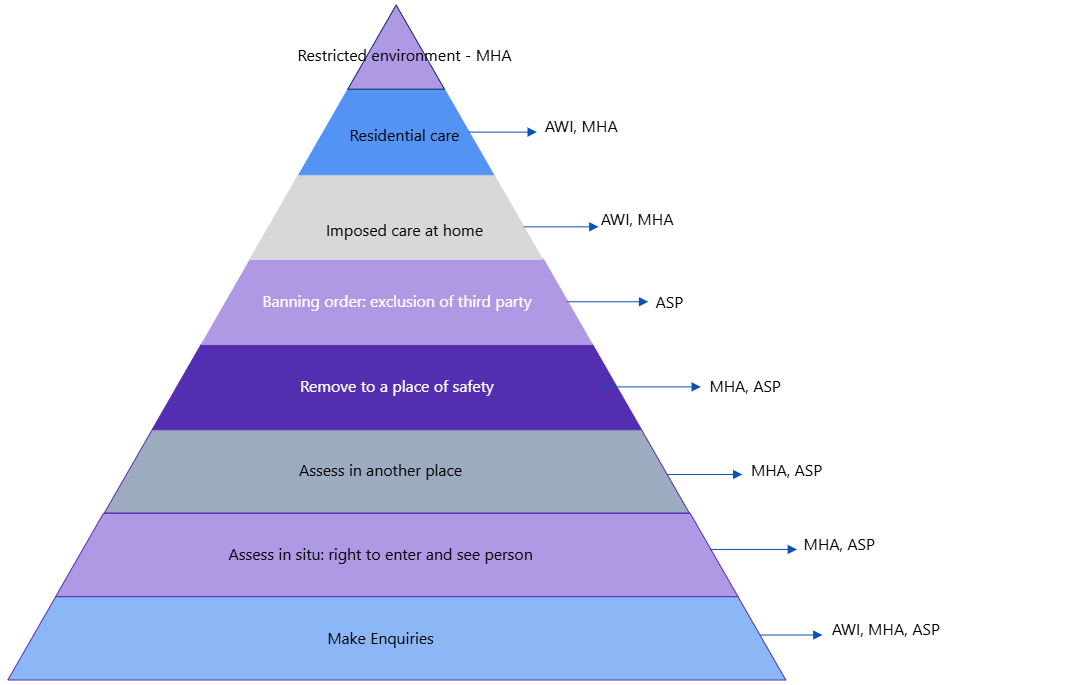 Restricted environment - MHA
Residential care
AWI, MHA
Imposed care at home
AWI, MHA
Banning order: exclusion of third party
ASP
Remove to a place of safety
MHA, ASP
Assess in another place
MHA, ASP
Assess in situ: right to enter and see person
MHA, ASP
Make Enquiries
AWI, MHA, ASP